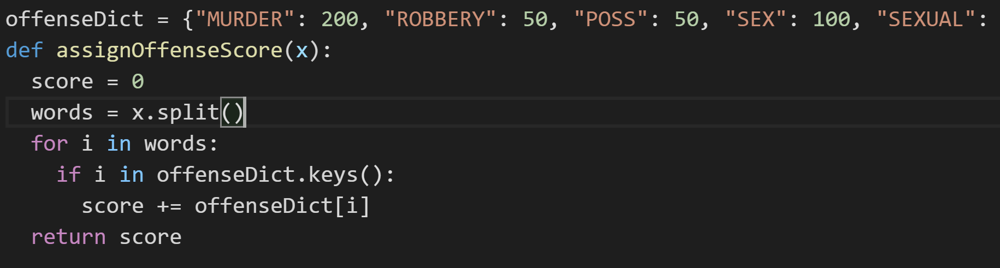 offenseDict = {"MURDER": 200, "ROBBERY": 50, "POSS": 50, "SEX": 100, "SEXUAL":
def assignOffenseScore(x):
  score = 0
  words = x.split()
  for i in words:
    if i in offenseDict.keys():
      score += offenseDict[i]
  return score